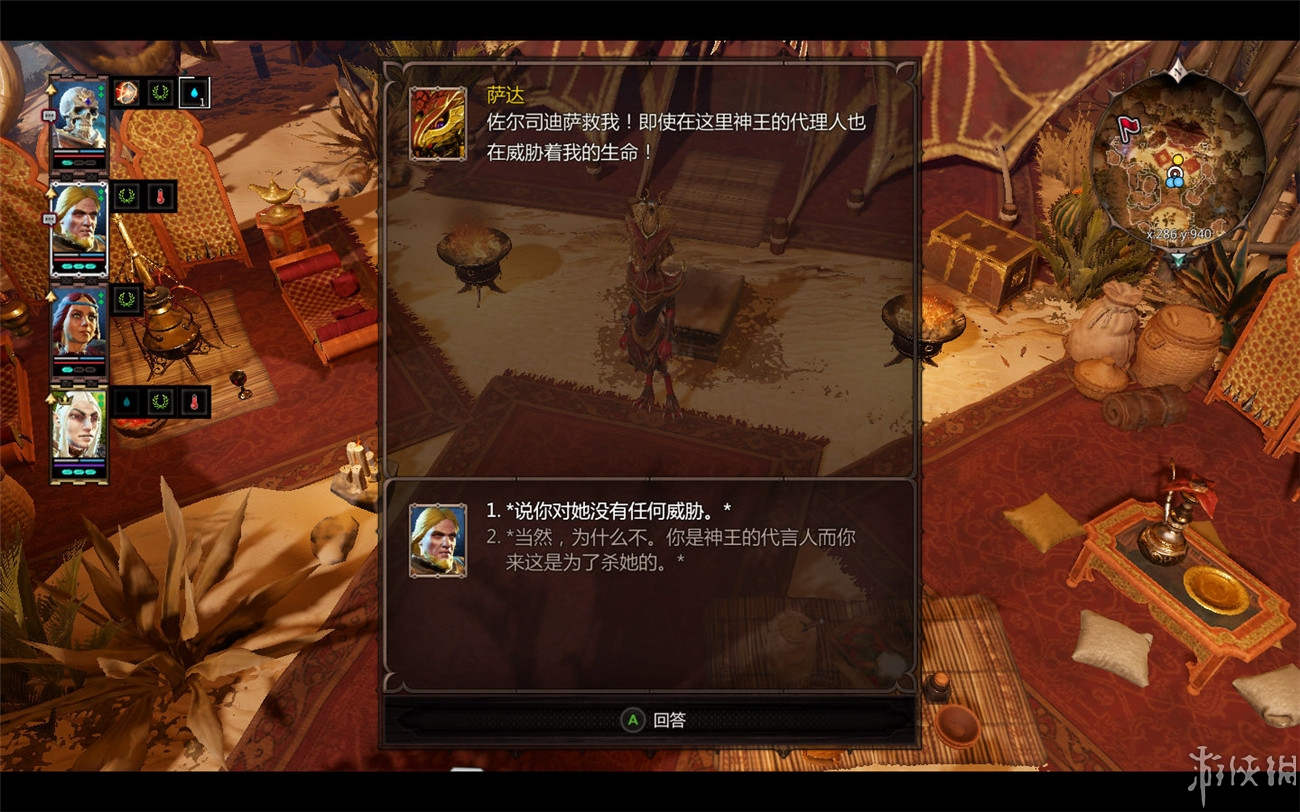 萨达
佐尔司迪萨救我！即使在这里神王的代理人也
在威胁着我的生命！
x:286 y:940
1
1. *说你对她没有任何威胁。*
2. *当然，为什么不。你是神王的代言人而你
来这是为了杀她的。*
A 回答
游侠网